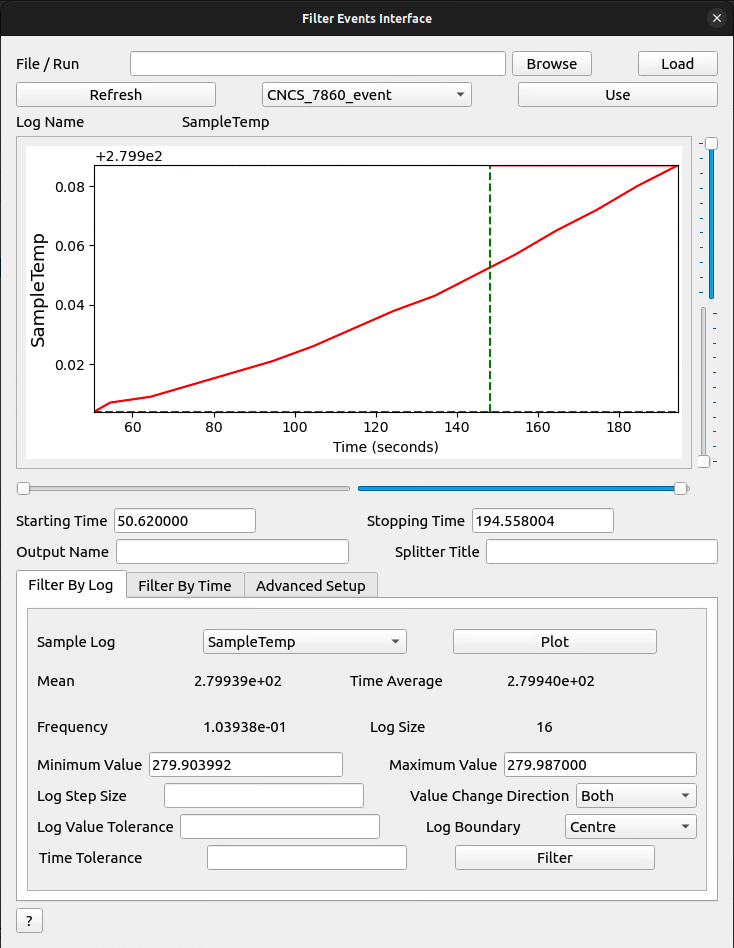 Filter Events Interface
File / Run Browse Load
Refresh CNCS_7860_event Use
Log Name SampleTemp
+2.799e2
0.08
0.06
0.04
0.02
SampleTemp
60 80 100 120 140 160 180
Time (seconds)
Starting Time 50.620000 Stopping Time 194.558004
Output Name Splitter Title
Filter By Log Filter By Time Advanced Setup
Sample Log SampleTemp Plot
Mean 2.79939e+02 Time Average 2.79940e+02
Frequency 1.03938e-01 Log Size 16
Minimum Value 279.903992 Maximum Value 279.987000
Log Step Size Value Change Direction Both
Log Value Tolerance Log Boundary Centre
Time Tolerance Filter
?